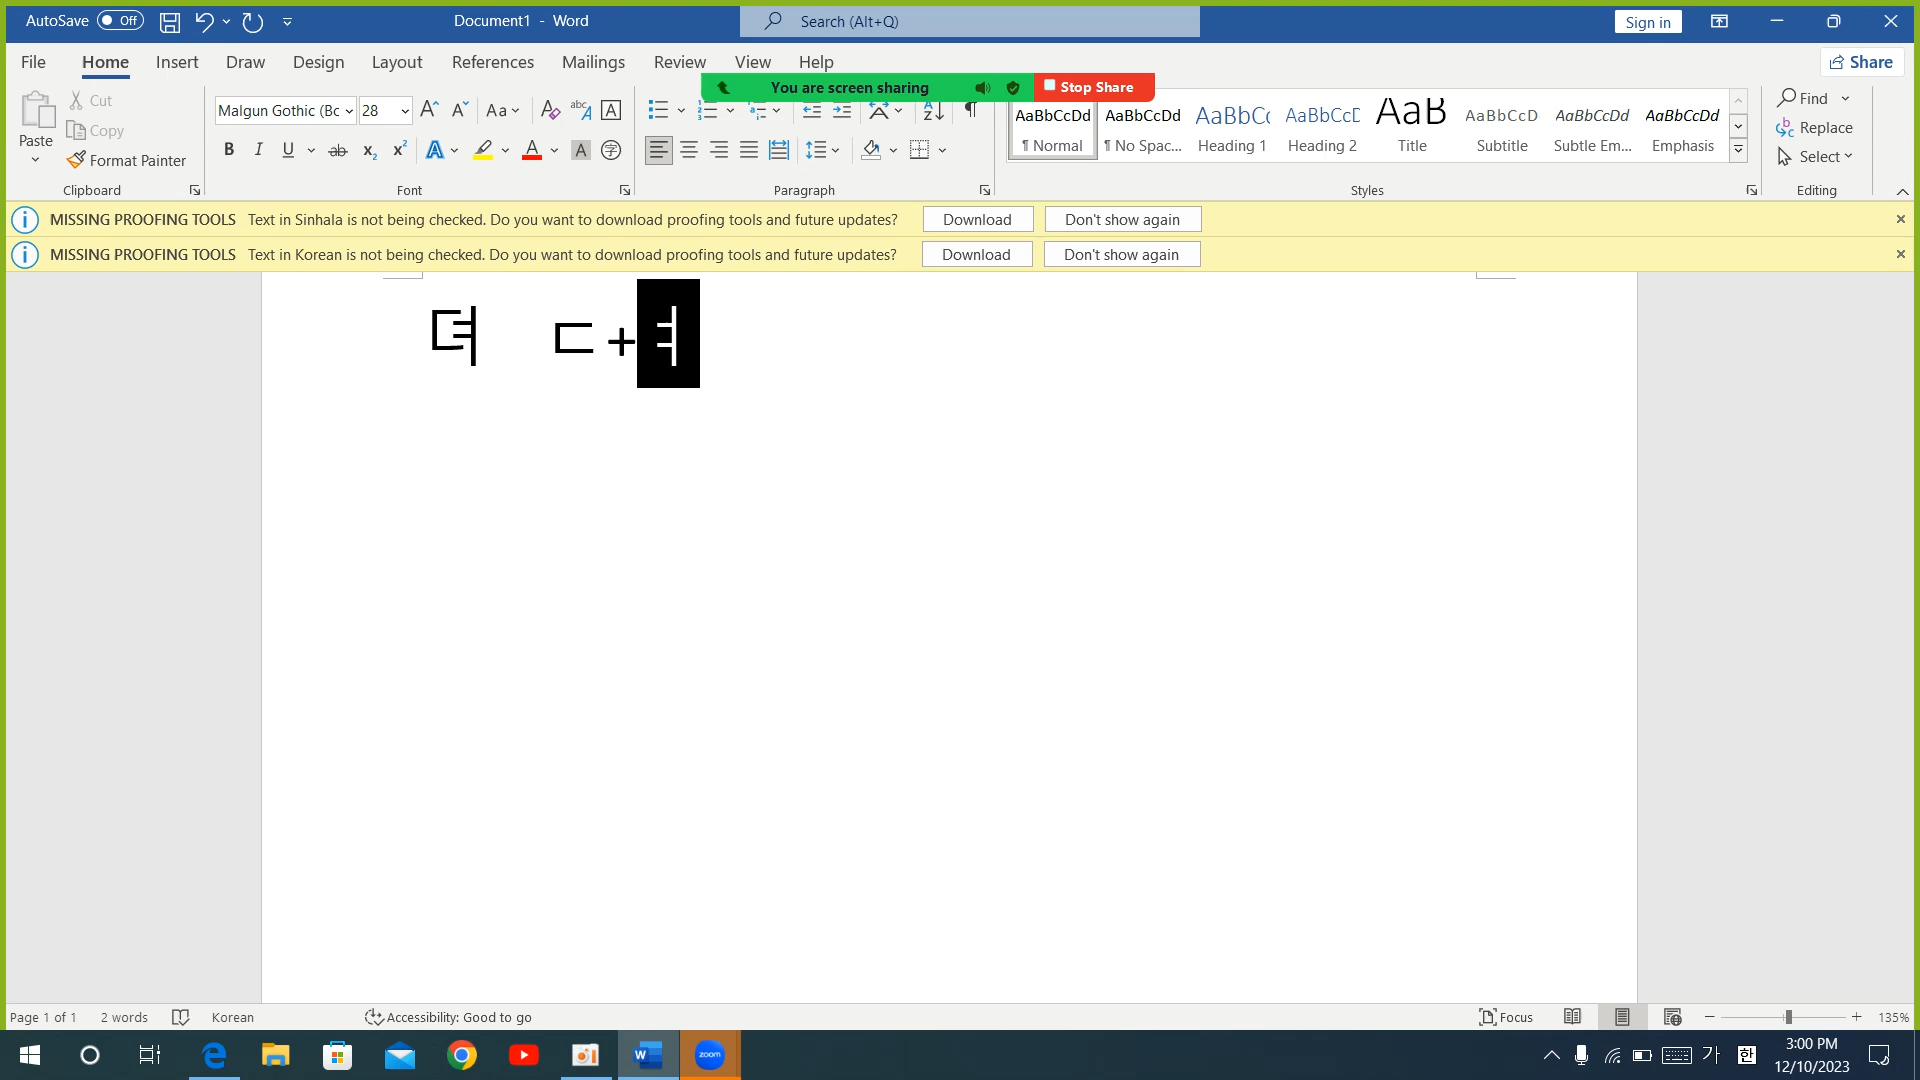 AutoSave Off Document1 - Word Search (Alt+Q) Sign in
File Home Insert Draw Design Layout References Mailings Review View Help Share
You are screen sharing Stop Share
Paste Cut Copy Format Painter
Malgun Gothic (Bc 28
AaBbCcDd AaBbCcDd AaBbC AaBbCcD AaB AaBbCcD AaBbCcDd AaBbCcDd
¶ Normal ¶ No Spac... Heading 1 Heading 2 Title Subtitle Subtle Em... Emphasis
Find Replace Select
Clipboard Font Paragraph Styles Editing
MISSING PROOFING TOOLS Text in Sinhala is not being checked. Do you want to download proofing tools and future updates? Download Don't show again
MISSING PROOFING TOOLS Text in Korean is not being checked. Do you want to download proofing tools and future updates? Download Don't show again
뎌 ㄷ+ㅕ
Page 1 of 1 2 words Korean Accessibility: Good to go Focus 135%
zoom 가 한 3:00 PM
12/10/2023